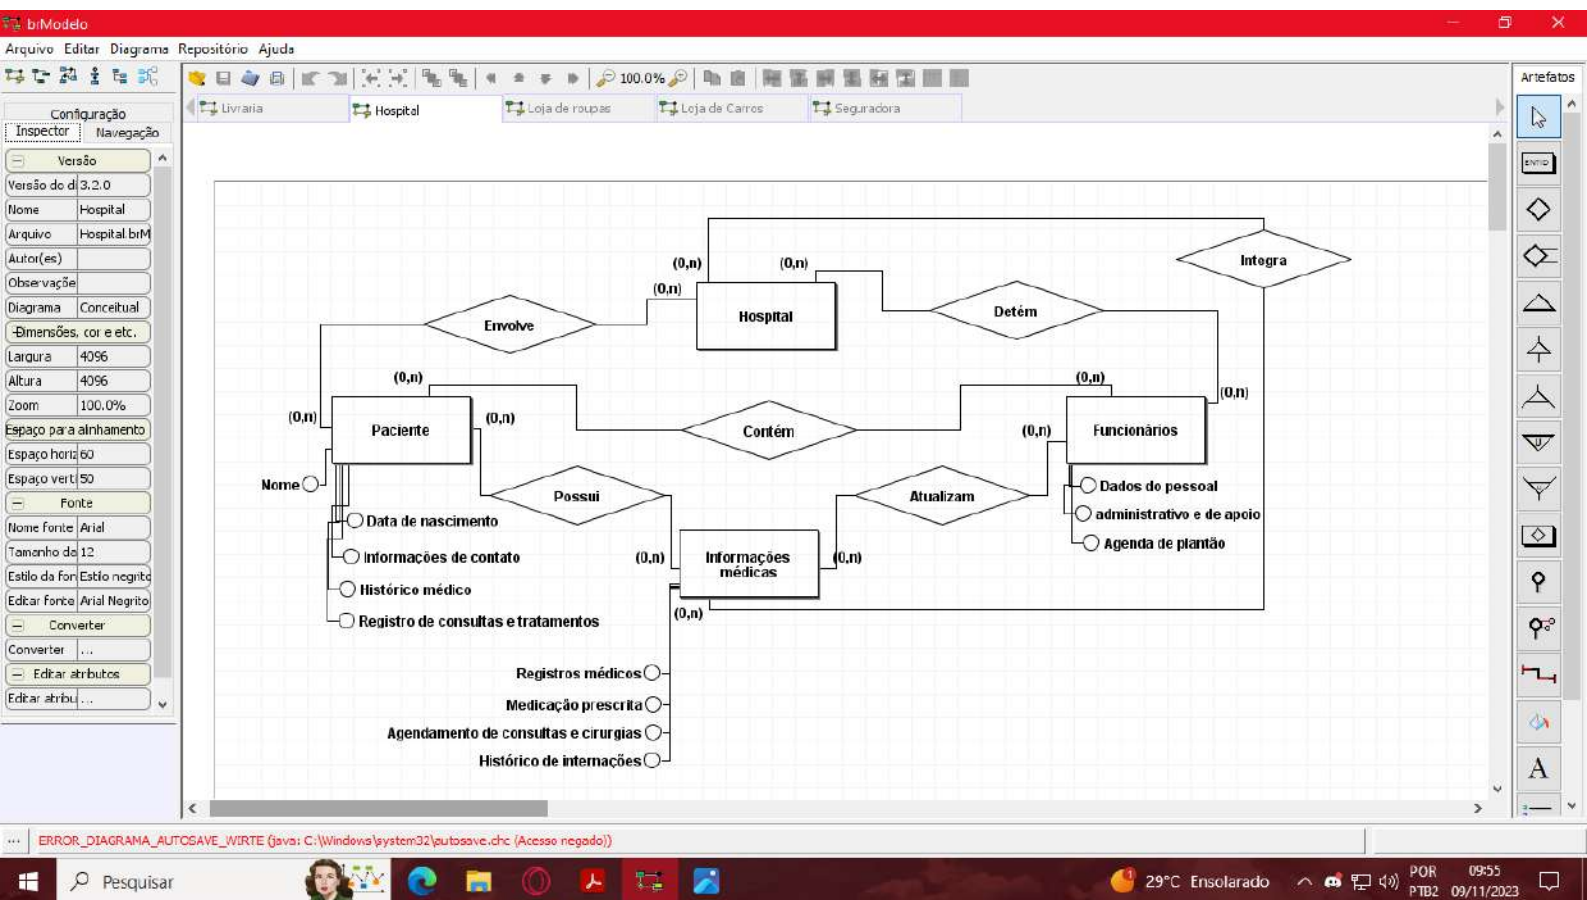 brModelo
Arquivo Editar Diagrama Repositório Ajuda
100.0%
Artefatos
Configuração
Inspector Navegação
Livraria Hospital Loja de roupas Loja de Carros Seguradora
Versão
Versão do di 3.2.0
Nome Hospital
Arquivo Hospital.brM
Autor(es)
Observaçõe
Diagrama Conceitual
Dimensões, cor e etc.
Largura 4096
Altura 4096
Zoom 100.0%
Espaço para alinhamento
Espaço horiz 60
Espaço verti 50
Fonte
Nome fonte Arial
Tamanho da 12
Estilo da fon Estilo negrito
Editar fonte Arial Negrito
Converter
Converter ...
Editar atributos
Editar atribu ...
ENTID
A
Integra
(0,n) (0,n)
(0,n)
Hospital
Detém
Envolve
(0,n) (0,n)
(0,n)
(0,n) (0,n)
Paciente
Contém
(0,n)
Funcionários
Nome
Possui
Atualizam
Dados do pessoal
administrativo e de apoio
Agenda de plantão
Data de nascimento
Informações de contato
Histórico médico
Registro de consultas e tratamentos
(0,n)
Informações
médicas
(0,n)
(0,n)
Registros médicos
Medicação prescrita
Agendamento de consultas e cirurgias
Histórico de internações
... ERROR_DIAGRAMA_AUTOSAVE_WIRTE (java: C:\Windows\system32\autosave.chc (Acesso negado))
Pesquisar
1
29°C Ensolarado
POR
PTB2
09:55
09/11/2023